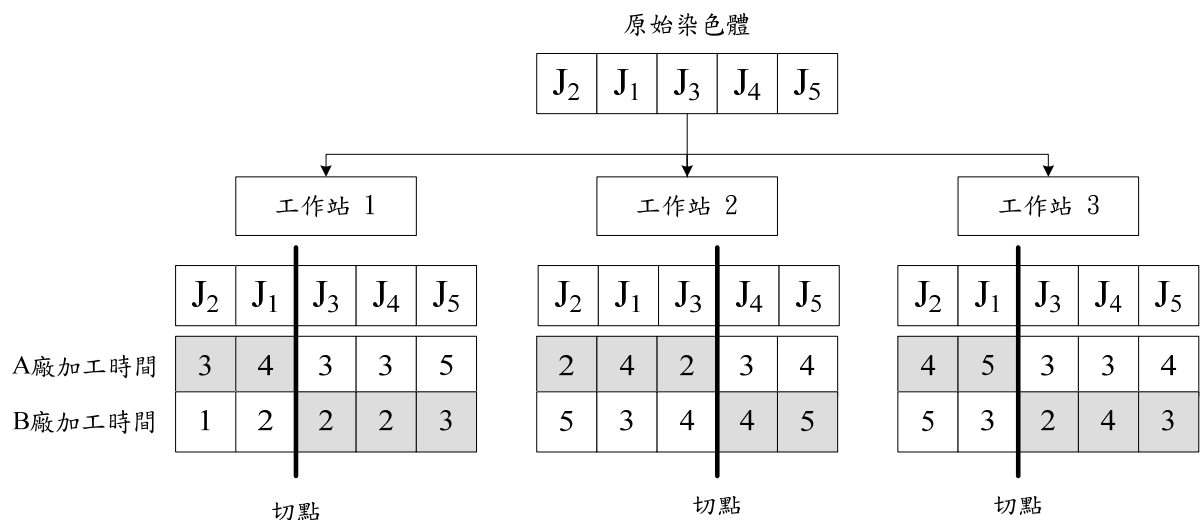 原始染色體
J₂ J₁ J₃ J₄ J₅
工作站 1 工作站 2 工作站 3
J₂ J₁ J₃ J₄ J₅ J₂ J₁ J₃ J₄ J₅ J₂ J₁ J₃ J₄ J₅
A廠加工時間 3 4 3 3 5 2 4 2 3 4 4 5 3 3 4
B廠加工時間 1 2 2 2 3 5 3 4 4 5 5 3 2 4 3
切點 切點 切點